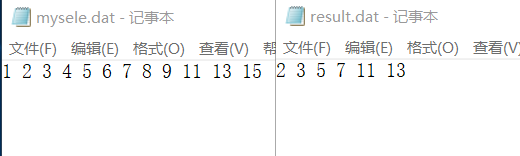 mysele.dat - 记事本
文件(F) 编辑(E) 格式(O) 查看(V) 帮
1 2 3 4 5 6 7 8 9 11 13 15
result.dat - 记事本
文件(F) 编辑(E) 格式(O) 查看(V)
2 3 5 7 11 13